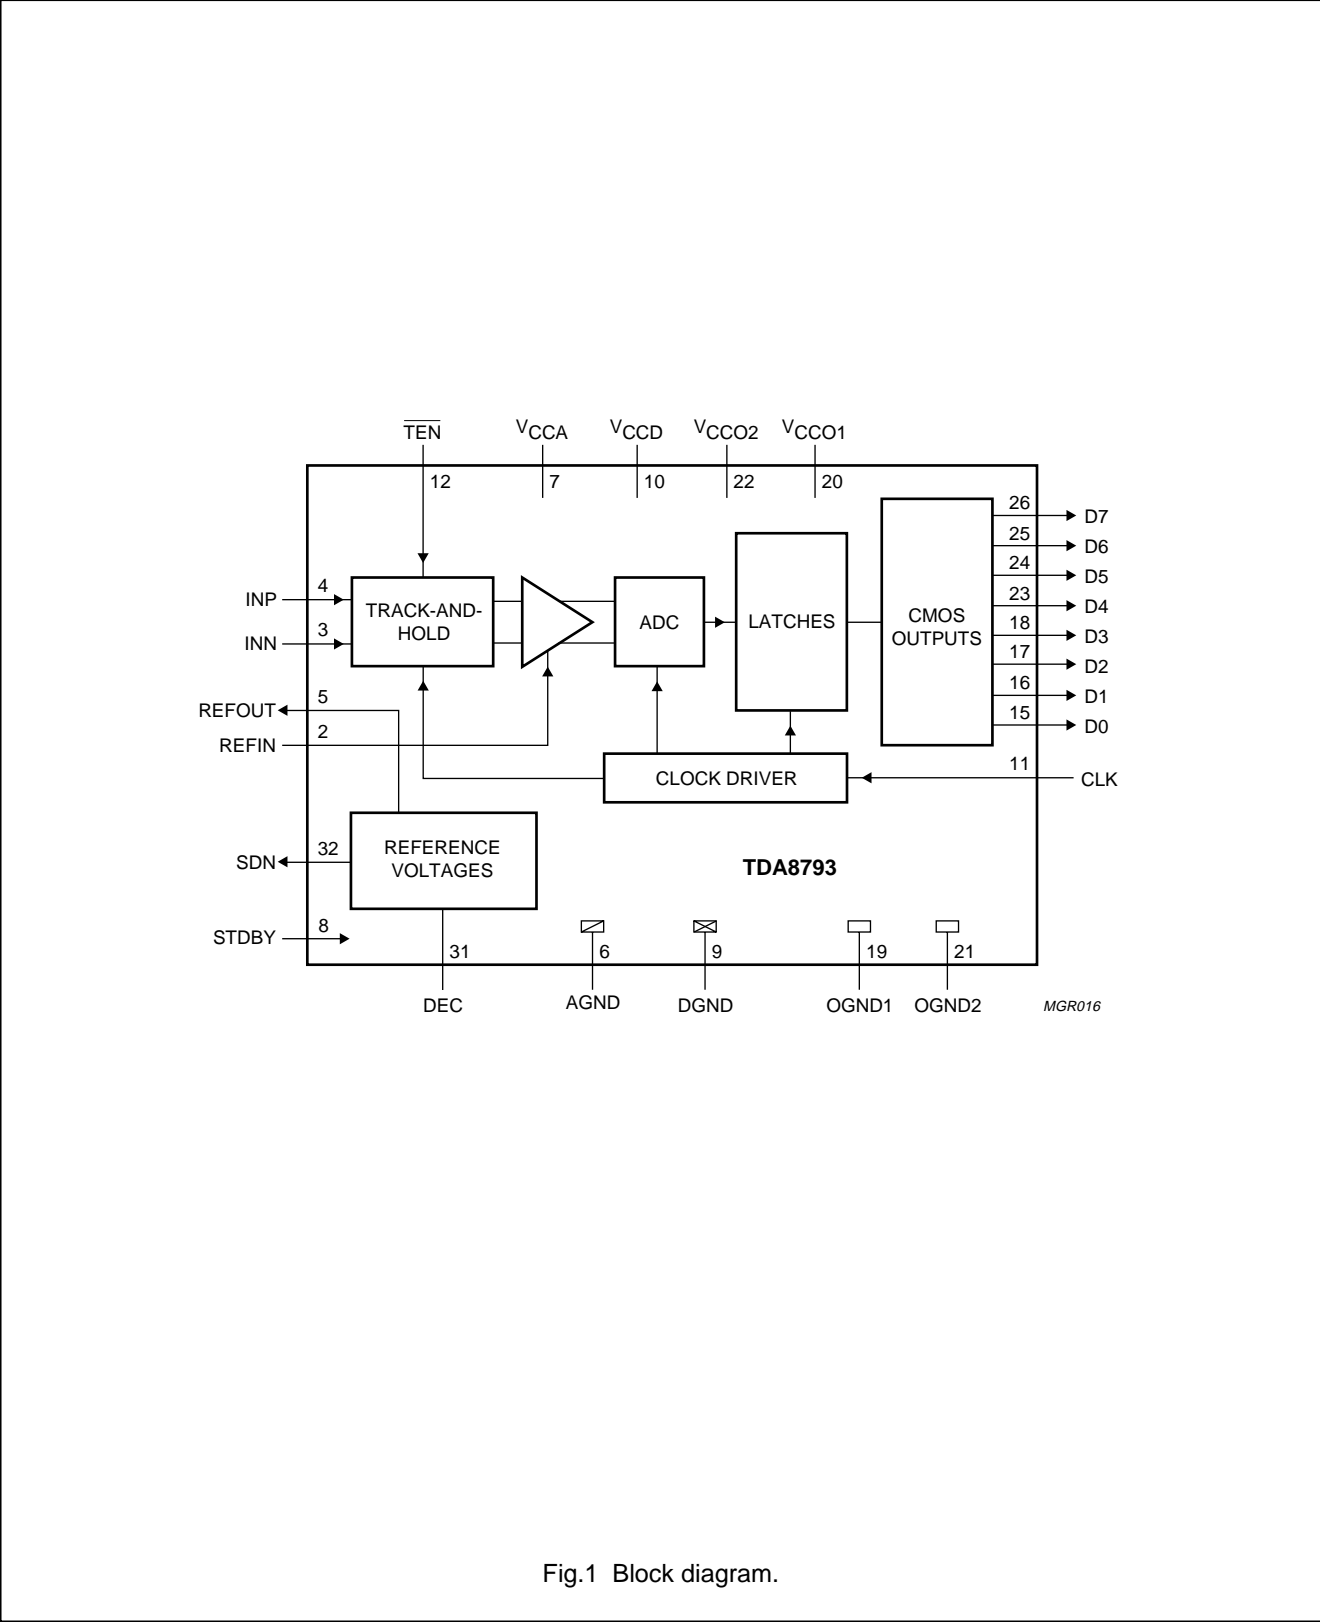 TEN VCCA VCCD VCCO2 VCCO1
12 7 10 22 20
26 D7
25 D6
24 D5
23 D4
18 D3
17 D2
16 D1
15 D0
INP 4
INN 3
TRACK-AND-
HOLD
ADC
LATCHES
CMOS
OUTPUTS
REFOUT 5
REFIN 2
CLOCK DRIVER
11 CLK
SDN 32
REFERENCE
VOLTAGES
TDA8793
STDBY 8
31 6 9 19 21
DEC AGND DGND OGND1 OGND2
MGR016
Fig.1 Block diagram.